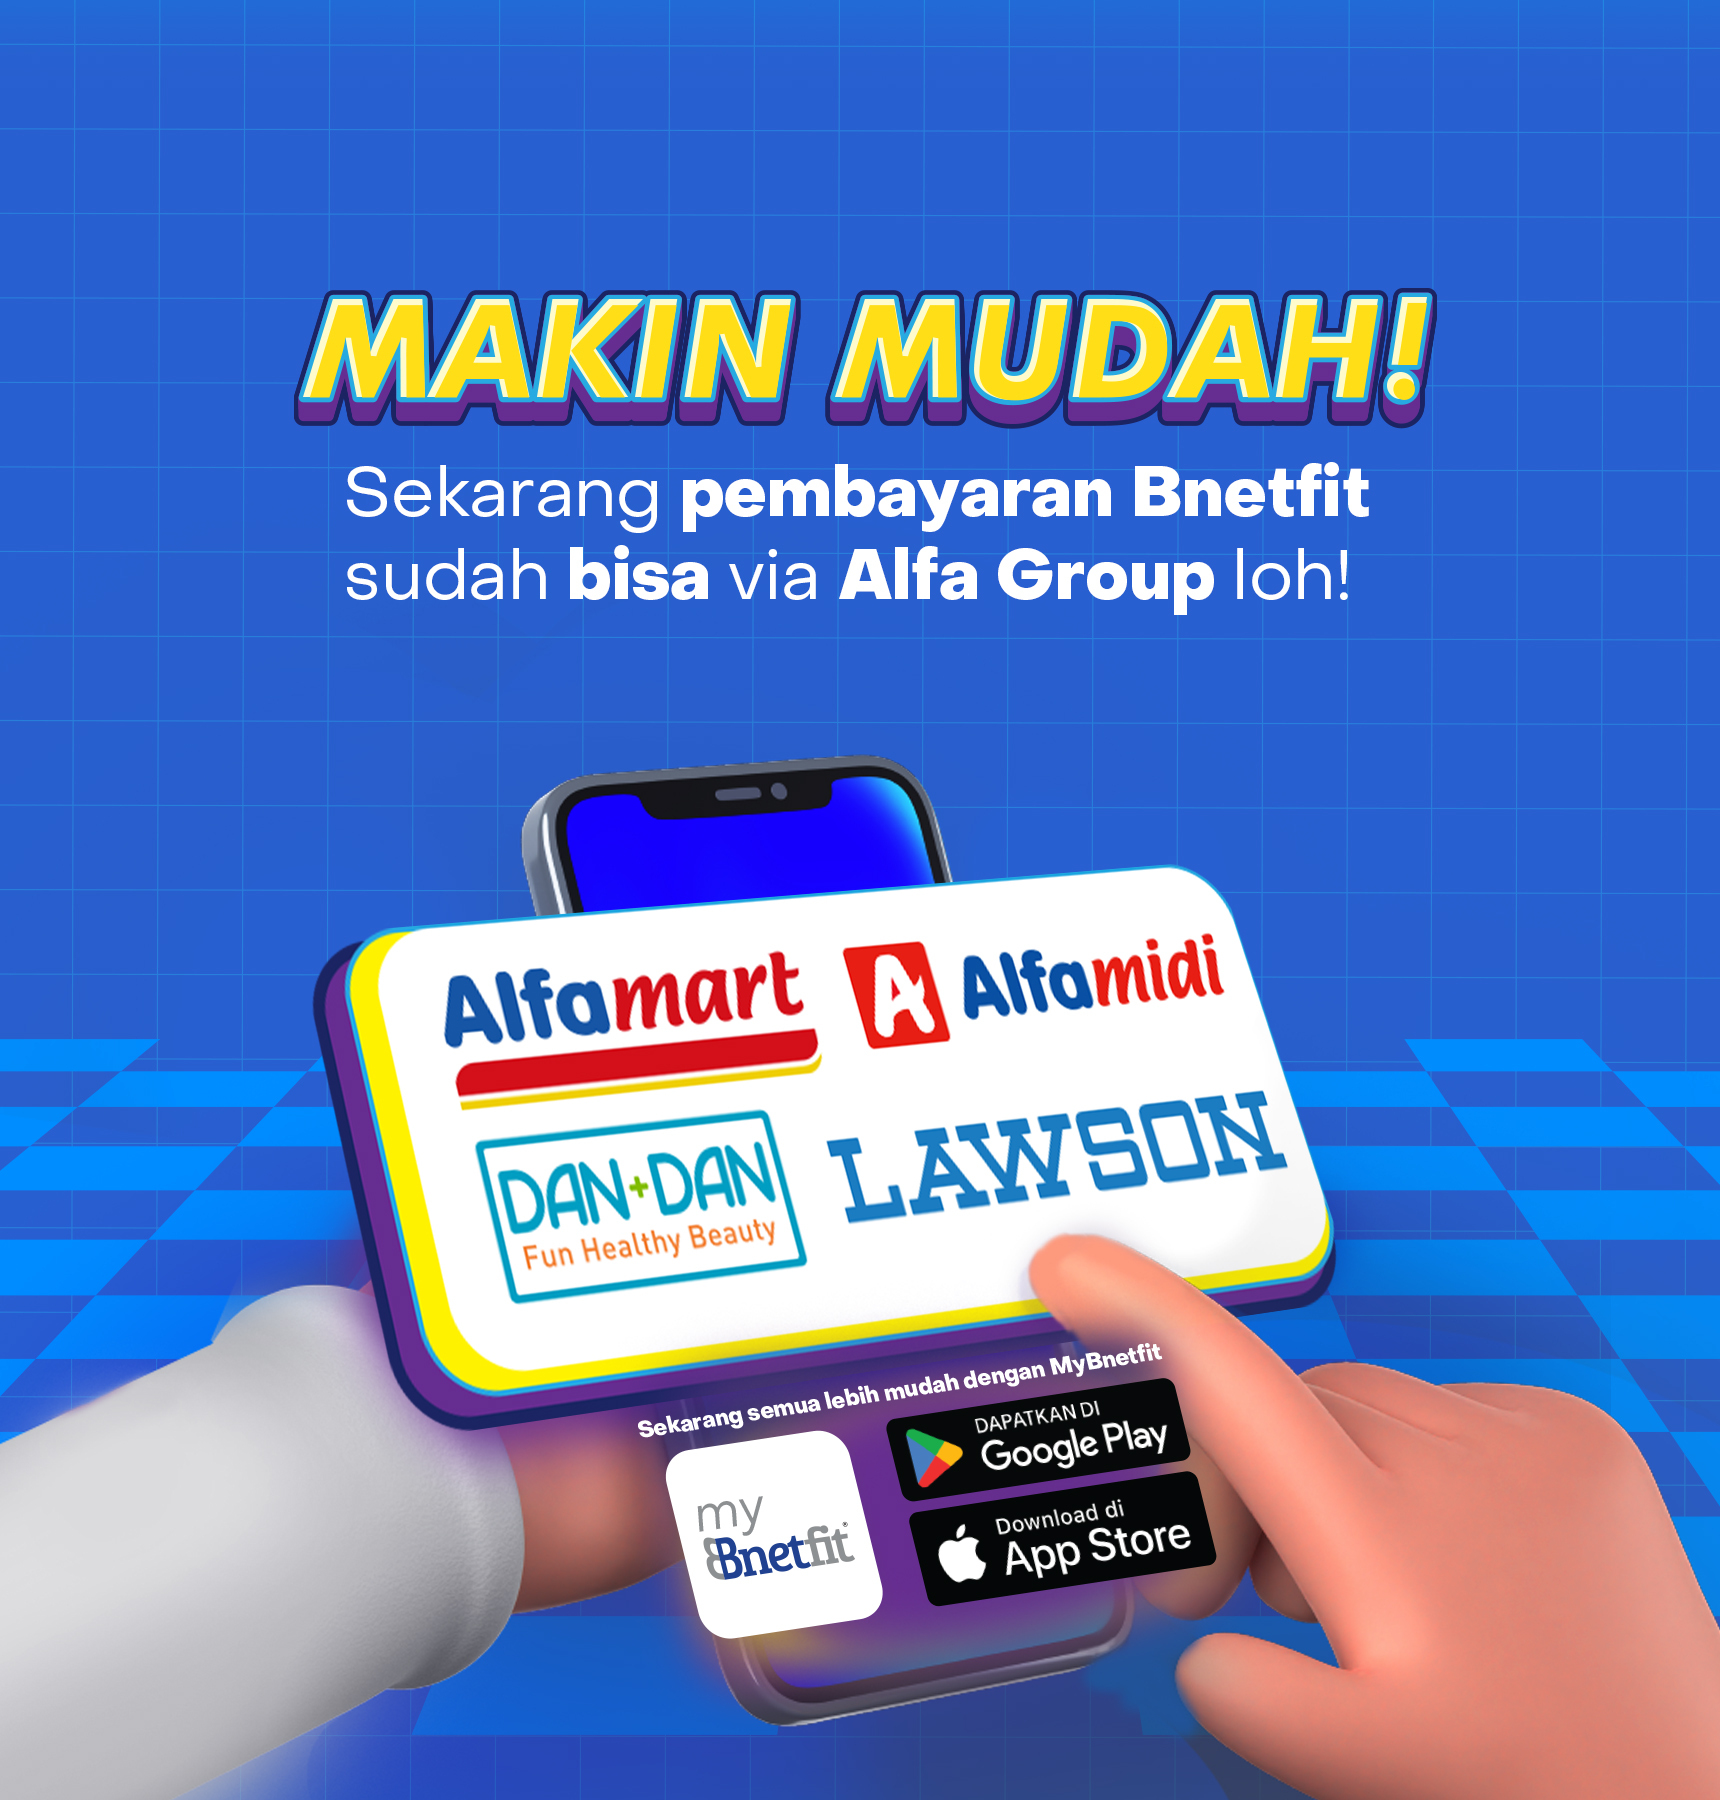 MAKIN MUDAH!
Sekarang pembayaran Bnetfit
sudah bisa via Alfa Group loh!
Alfamart
A Alfamidi
DAN+DAN
Fun Healthy Beauty
LAWSON
Sekarang semua lebih mudah dengan MyBnetfit
my
Bnetfit
DAPATKAN DI
Google Play
Download di
App Store